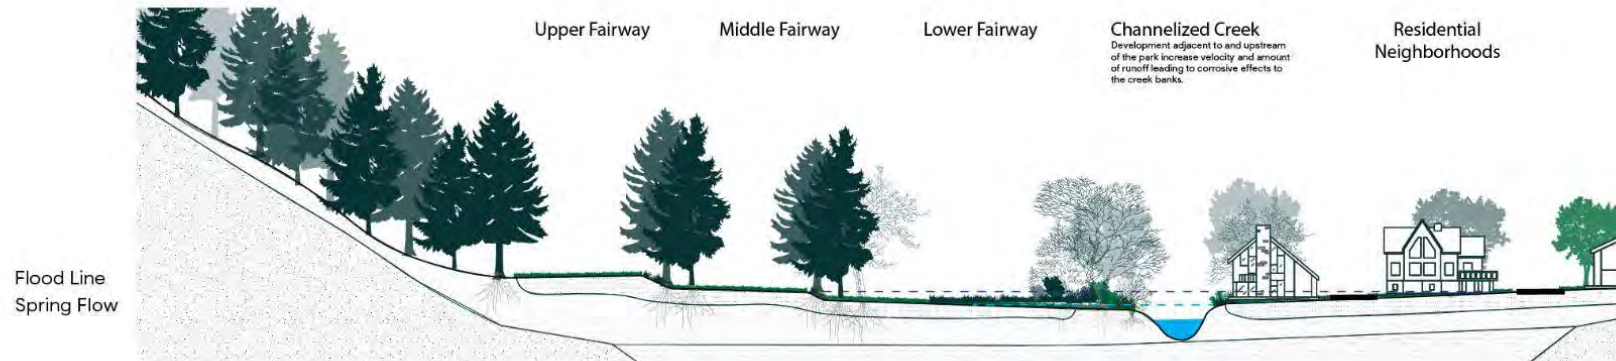 Upper Fairway
Middle Fairway
Lower Fairway
Channelized Creek
Development adjacent to and upstream
of the park increase velocity and amount
of runoff leading to corrosive effects to
the creek banks.
Residential
Neighborhoods
Flood Line
Spring Flow